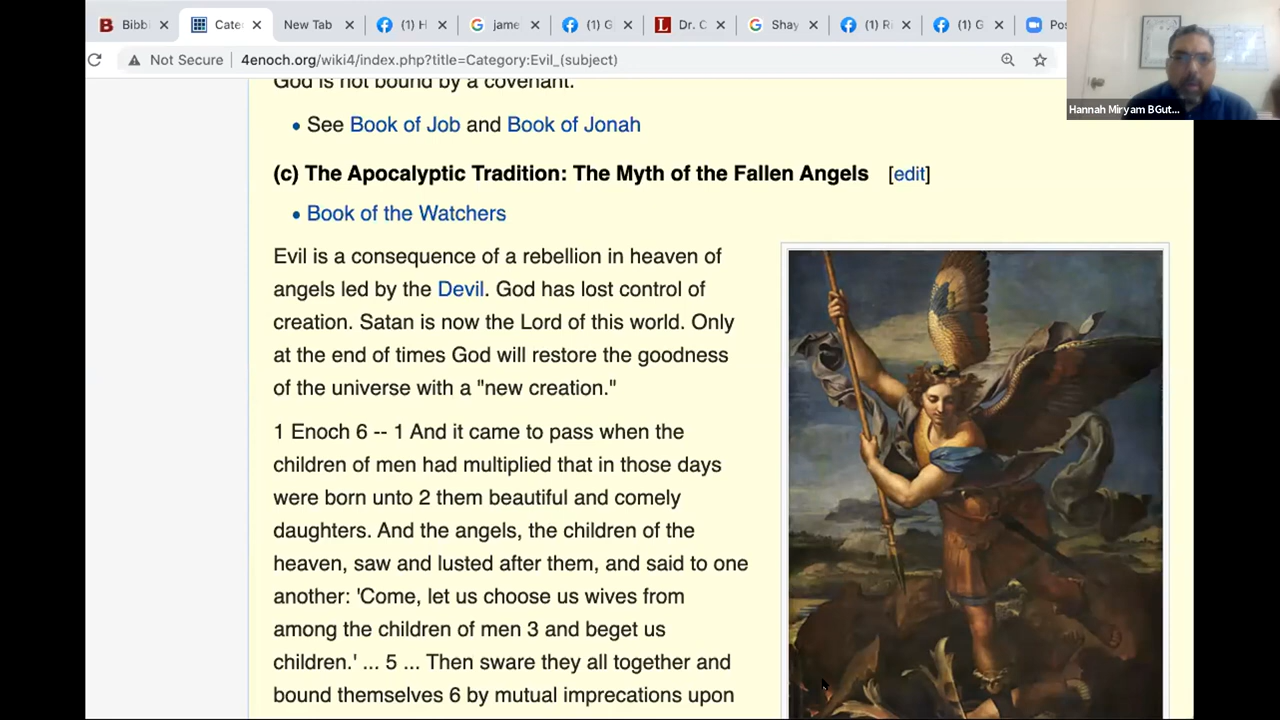 Bibbi
Cate
New Tab
(1) H
jame
(1) G
Dr. C
Shay
(1) Ri
(1) G
Pos
Not Secure
4enoch.org/wiki4/index.php?title=Category:Evil_(subject)
Hannah Miryam BGut...
God is not bound by a covenant.
• See Book of Job and Book of Jonah
(c) The Apocalyptic Tradition: The Myth of the Fallen Angels [edit]
• Book of the Watchers
Evil is a consequence of a rebellion in heaven of
angels led by the Devil. God has lost control of
creation. Satan is now the Lord of this world. Only
at the end of times God will restore the goodness
of the universe with a "new creation."
1 Enoch 6 -- 1 And it came to pass when the
children of men had multiplied that in those days
were born unto 2 them beautiful and comely
daughters. And the angels, the children of the
heaven, saw and lusted after them, and said to one
another: 'Come, let us choose us wives from
among the children of men 3 and beget us
children.' ... 5 ... Then sware they all together and
bound themselves 6 by mutual imprecations upon